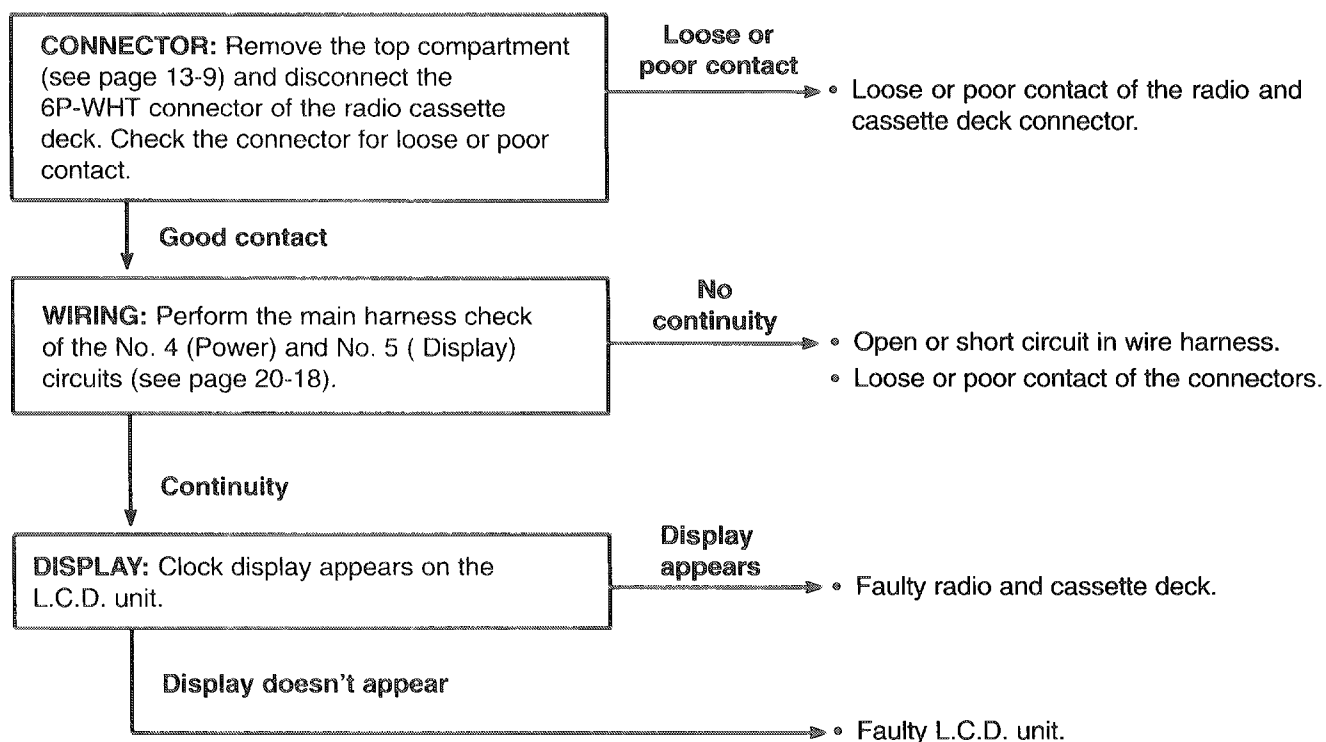 CONNECTOR: Remove the top compartment
(see page 13-9) and disconnect the
6P-WHT connector of the radio cassette
deck. Check the connector for loose or poor
contact.
Loose or
poor contact
• Loose or poor contact of the radio and
cassette deck connector.
Good contact
WIRING: Perform the main harness check
of the No. 4 (Power) and No. 5 ( Display)
circuits (see page 20-18).
No
continuity
• Open or short circuit in wire harness.
• Loose or poor contact of the connectors.
Continuity
DISPLAY: Clock display appears on the
L.C.D. unit.
Display
appears
• Faulty radio and cassette deck.
Display doesn't appear
• Faulty L.C.D. unit.